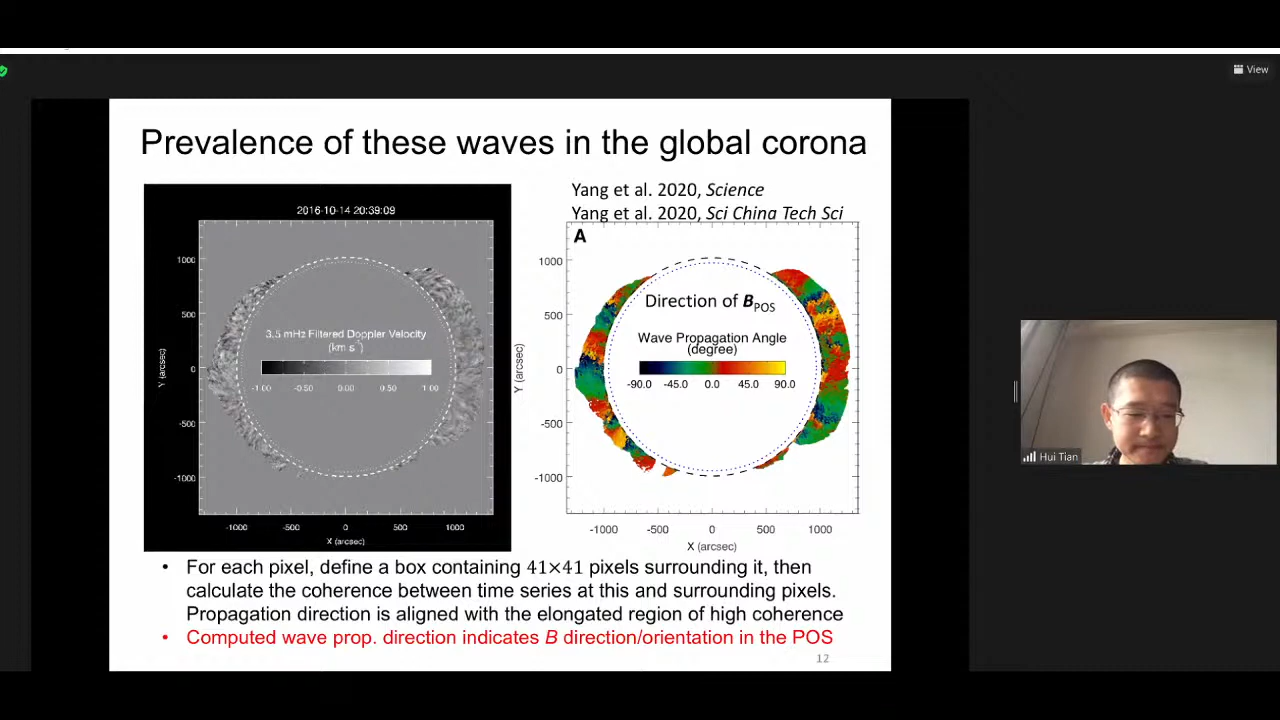 View
Prevalence of these waves in the global corona
Yang et al. 2020, Science
Yang et al. 2020, Sci China Tech Sci
2016-10-14 20:39:09
1000
500
0
-500
-1000
Y (arcsec)
3.5 mHz Filtered Doppler Velocity
(km s⁻¹)
-1.00 -0.50 0.00 0.50 1.00
-1000 -500 0 500 1000
X (arcsec)
A
1000
500
0
-500
-1000
Y (arcsec)
Direction of B_POS
Wave Propagation Angle
(degree)
-90.0 -45.0 0.0 45.0 90.0
-1000 -500 0 500 1000
X (arcsec)
Hui Tian
• For each pixel, define a box containing 41×41 pixels surrounding it, then
calculate the coherence between time series at this and surrounding pixels.
Propagation direction is aligned with the elongated region of high coherence
• Computed wave prop. direction indicates B direction/orientation in the POS
12